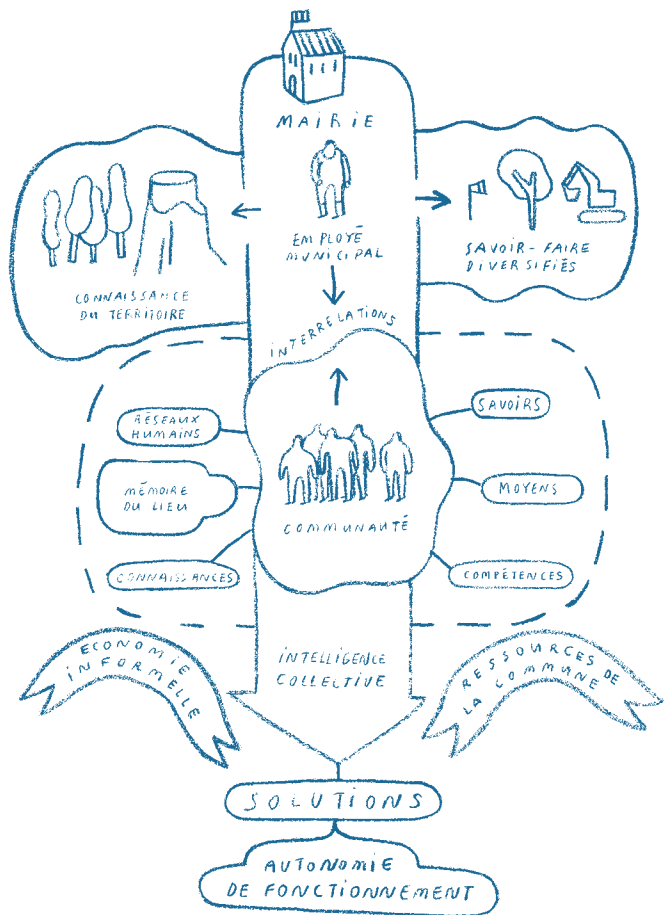 MAIRIE
EMPLOYÉ
MUNICIPAL
CONNAISSANCE
DU TERRITOIRE
SAVOIR-FAIRE
DIVERSIFIÉS
INTERRELATIONS
RÉSEAUX
HUMAINS
MÉMOIRE
DU LIEU
CONNAISSANCES
COMMUNAUTÉ
SAVOIRS
MOYENS
COMPÉTENCES
ECONOMIE
INFORMELLE
INTELLIGENCE
COLLECTIVE
RESSOURCES DE
LA COMMUNE
SOLUTIONS
AUTONOMIE
DE FONCTIONNEMENT